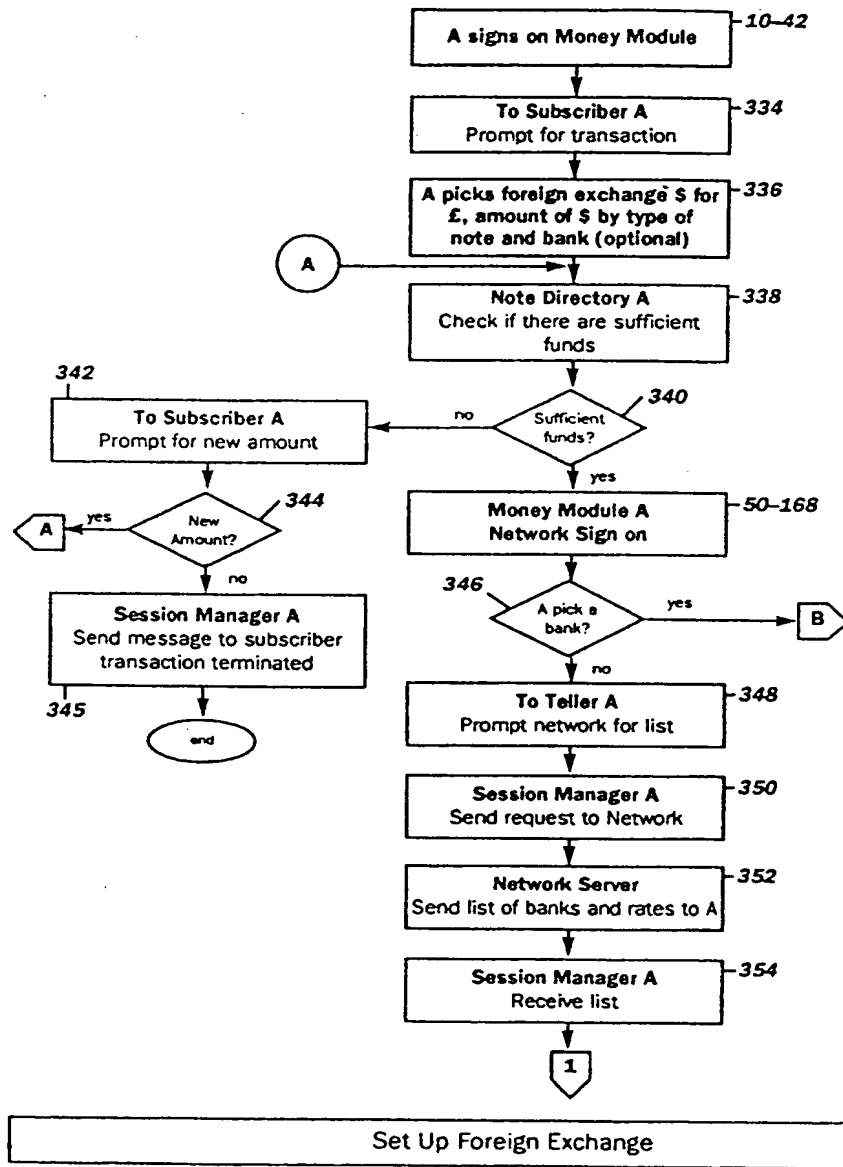 A signs on Money Module
10-42
To Subscriber A
Prompt for transaction
334
A picks foreign exchange $ for
£, amount of $ by type of
note and bank (optional)
336
A
Note Directory A
Check if there are sufficient
funds
338
Sufficient
funds?
340
no
yes
342
To Subscriber A
Prompt for new amount
New
Amount?
344
yes
A
no
Session Manager A
Send message to subscriber
transaction terminated
345
end
Money Module A
Network Sign on
50-168
346
A pick a
bank?
yes
B
no
To Teller A
Prompt network for list
348
Session Manager A
Send request to Network
350
Network Server
Send list of banks and rates to A
352
Session Manager A
Receive list
354
1
Set Up Foreign Exchange